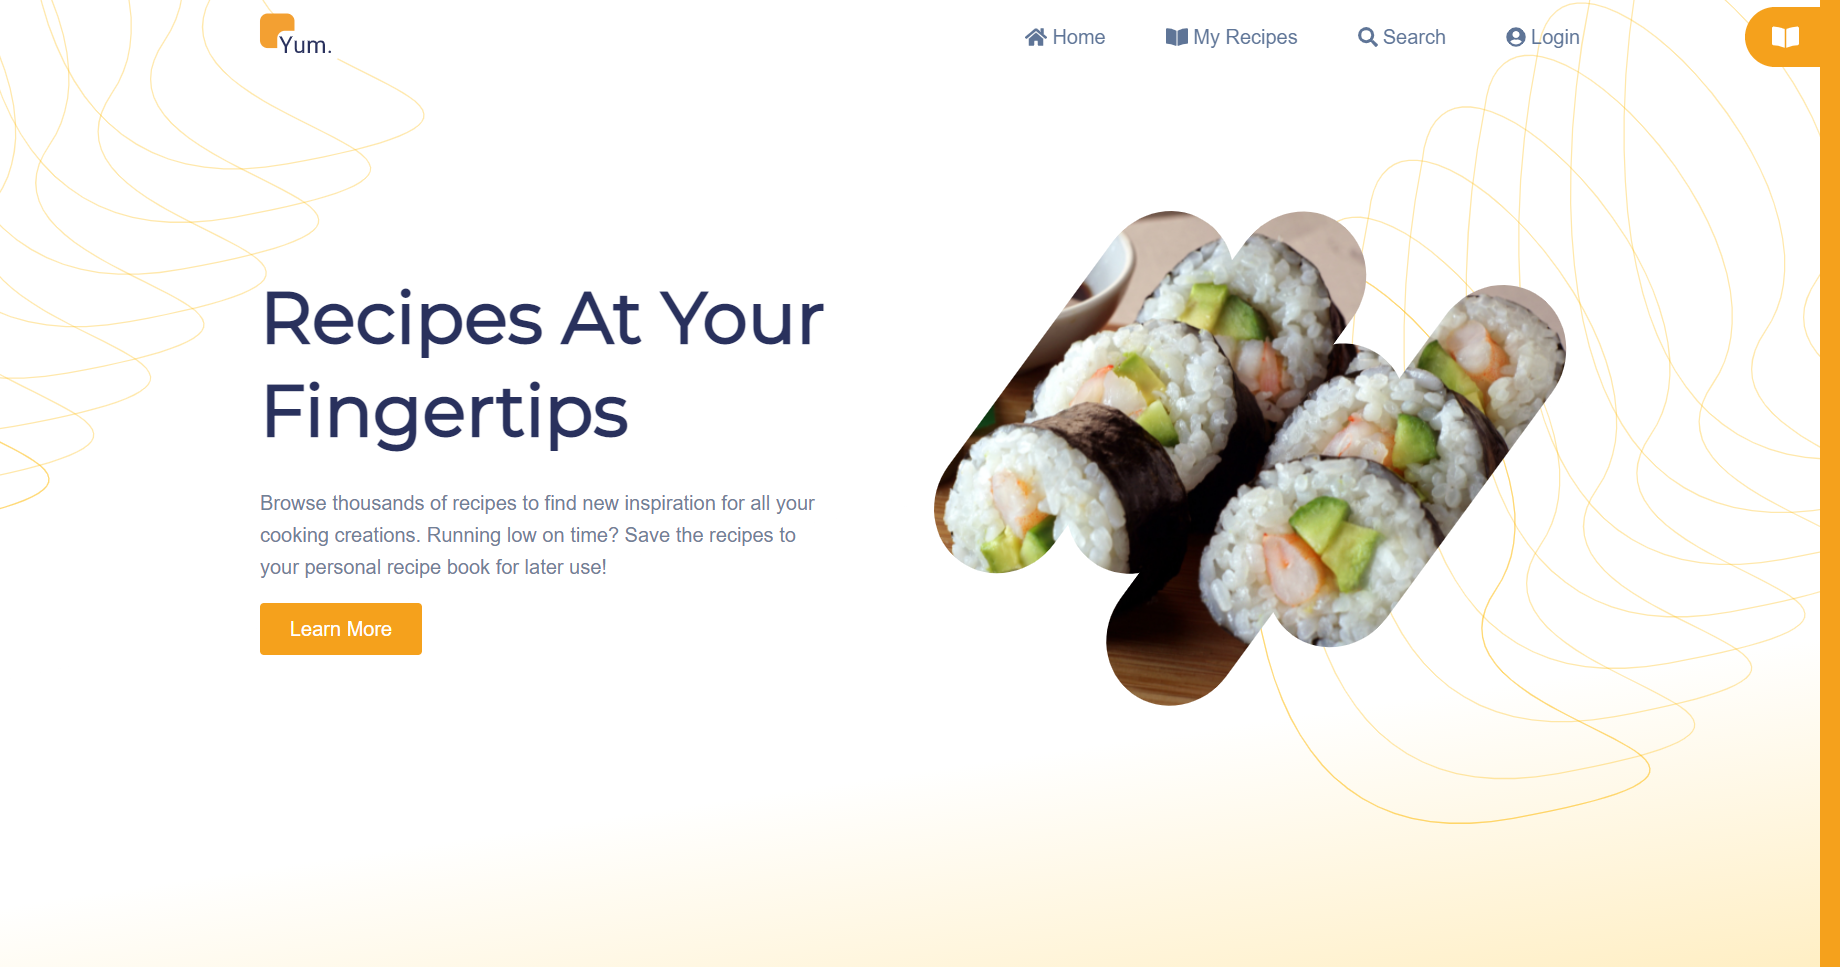 Yum.
Home
My Recipes
Search
Login
Recipes At Your
Fingertips
Browse thousands of recipes to find new inspiration for all your
cooking creations. Running low on time? Save the recipes to
your personal recipe book for later use!
Learn More